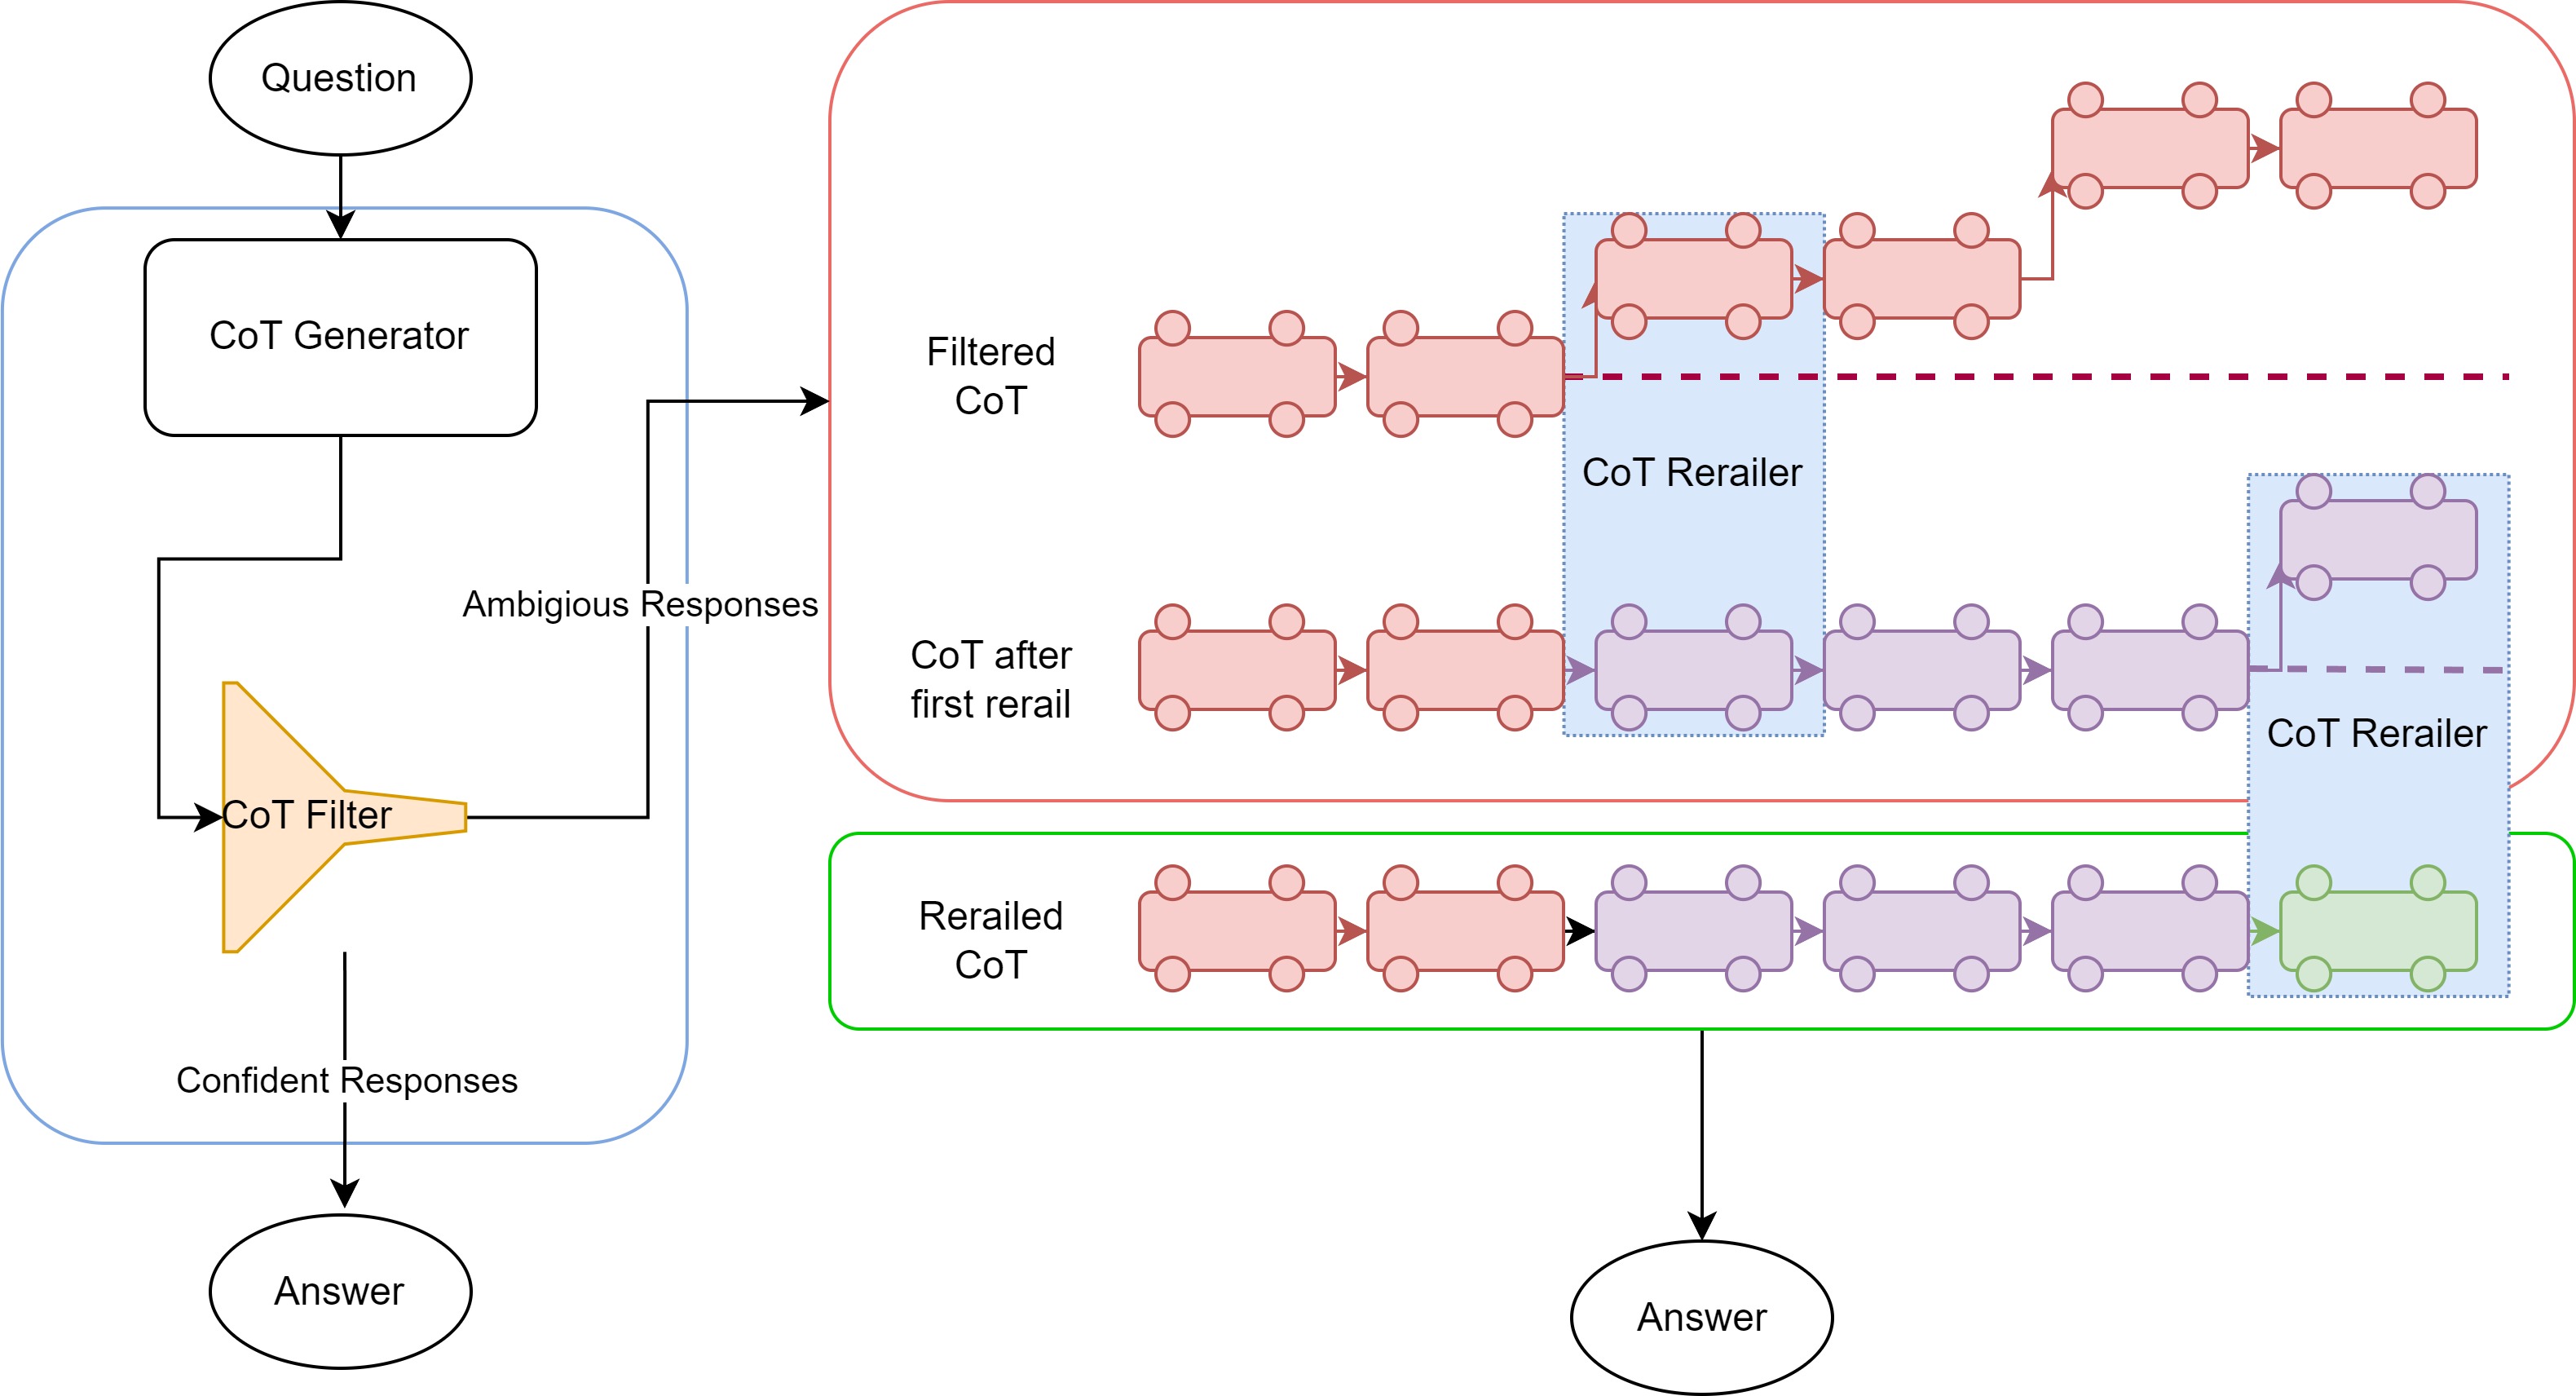 Question
CoT Generator
CoT Filter
Ambigious Responses
Confident Responses
Answer
Filtered
CoT
CoT Rerailer
CoT after
first rerail
CoT Rerailer
Rerailed
CoT
Answer